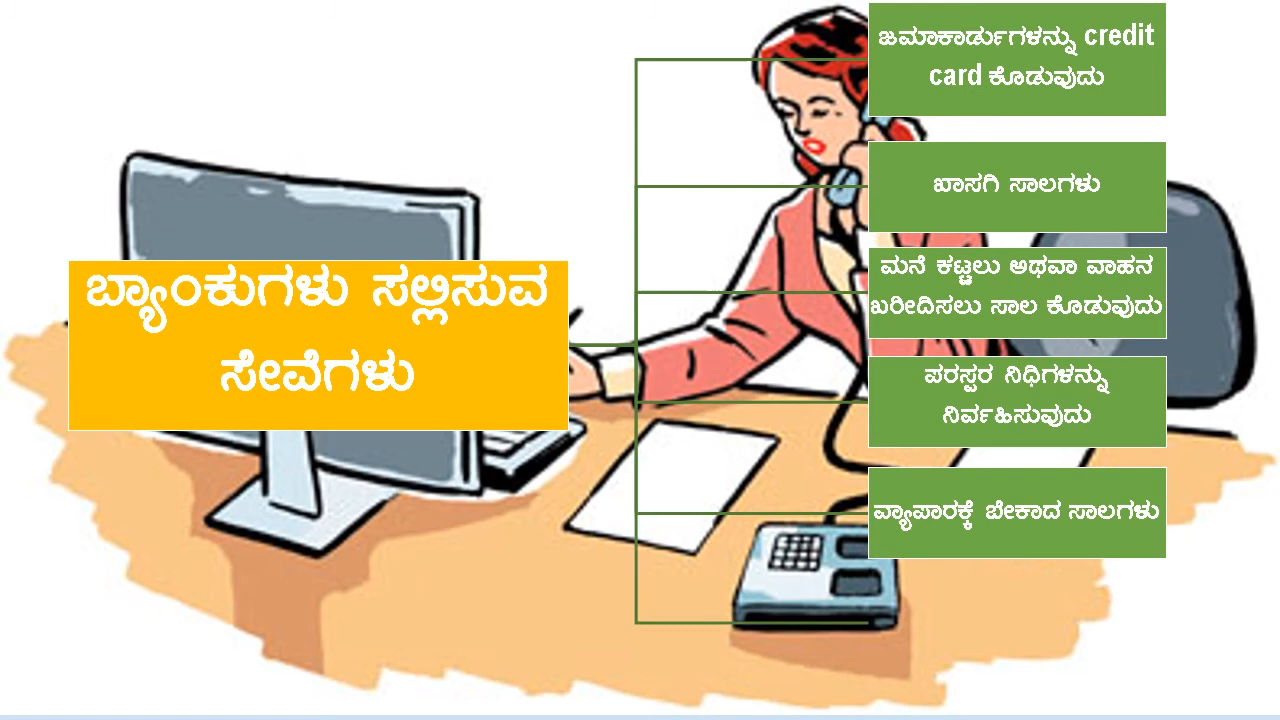 ಬ್ಯಾಂಕುಗಳು ಸಲ್ಲಿಸುವ
ಸೇವೆಗಳು
ಜಮಾಕಾರ್ಡುಗಳನ್ನು credit
card ಕೊಡುವುದು
ಖಾಸಗಿ ಸಾಲಗಳು
ಮನೆ ಕಟ್ಟಲು ಅಥವಾ ವಾಹನ
ಖರೀದಿಸಲು ಸಾಲ ಕೊಡುವುದು
ಪರಸ್ಪರ ನಿಧಿಗಳನ್ನು
ನಿರ್ವಹಿಸುವುದು
ವ್ಯಾಪಾರಕ್ಕೆ ಬೇಕಾದ ಸಾಲಗಳು